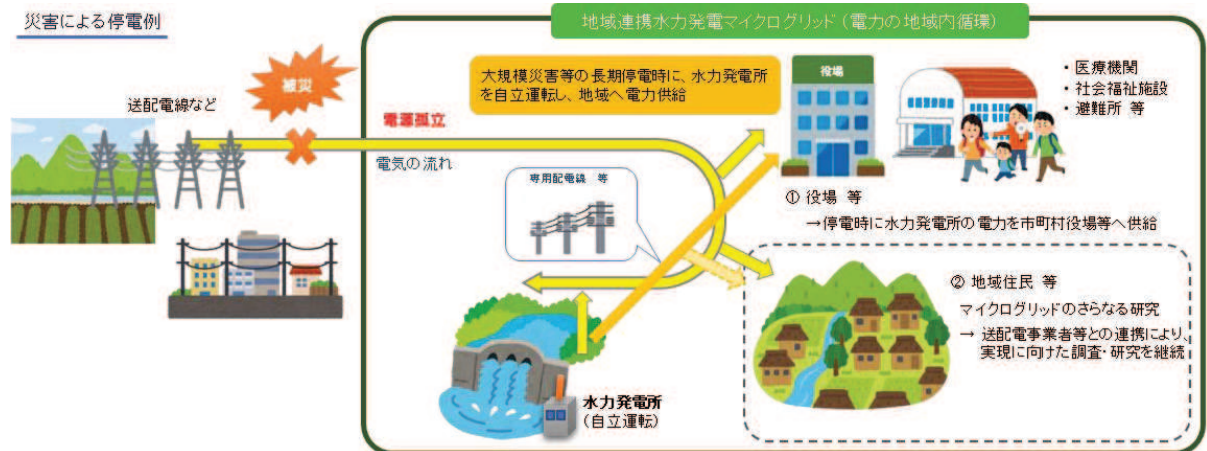 災害による停電例
地域連携水力発電マイクログリッド（電力の地域内循環）
被災
送配電線など
大規模災害等の長期停電時に、水力発電所
を自立運転し、地域へ電力供給
役場
・医療機関
・社会福祉施設
・避難所 等
電源孤立
電気の流れ
専用配電線 等
① 役場 等
→停電時に水力発電所の電力を市町村役場等へ供給
② 地域住民 等
マイクログリッドのさらなる研究
→ 送配電事業者等との連携により、
実現に向けた調査・研究を継続
水力発電所
（自立運転）